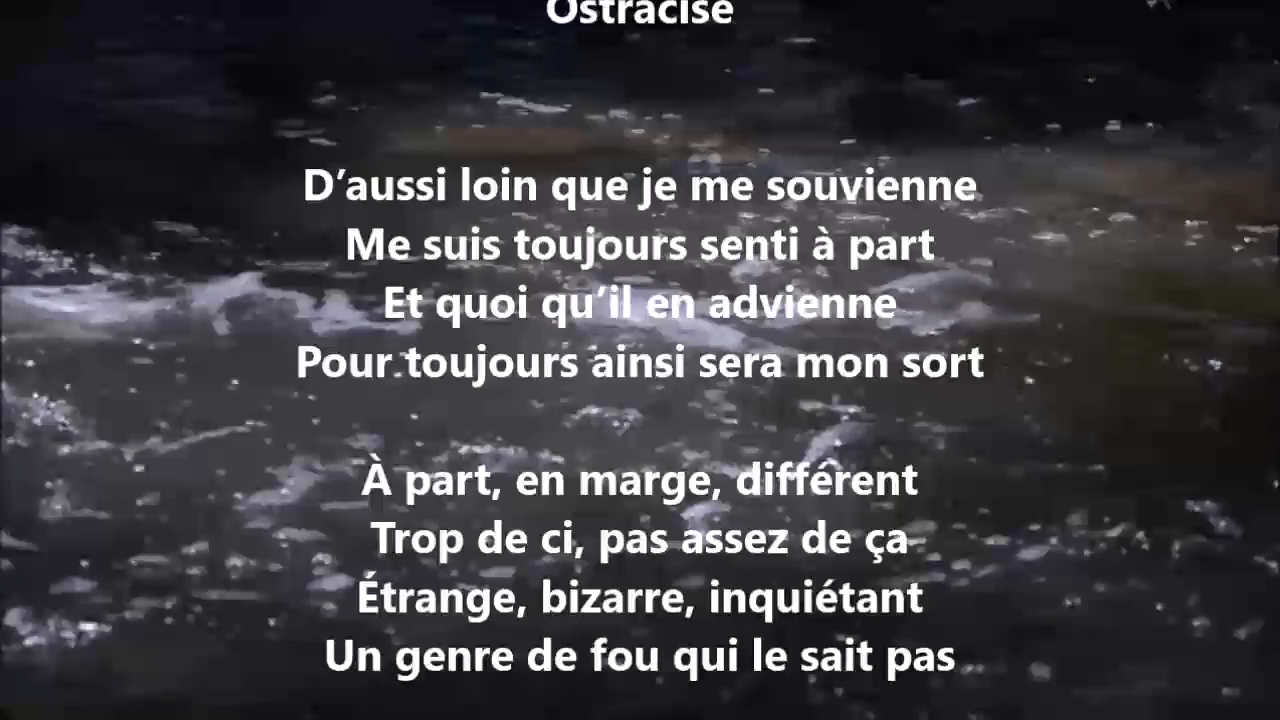 Ostracisé
D’aussi loin que je me souvienne
Me suis toujours senti à part
Et quoi qu’il en advienne
Pour toujours ainsi sera mon sort
À part, en marge, différent
Trop de ci, pas assez de ça
Étrange, bizarre, inquiétant
Un genre de fou qui le sait pas